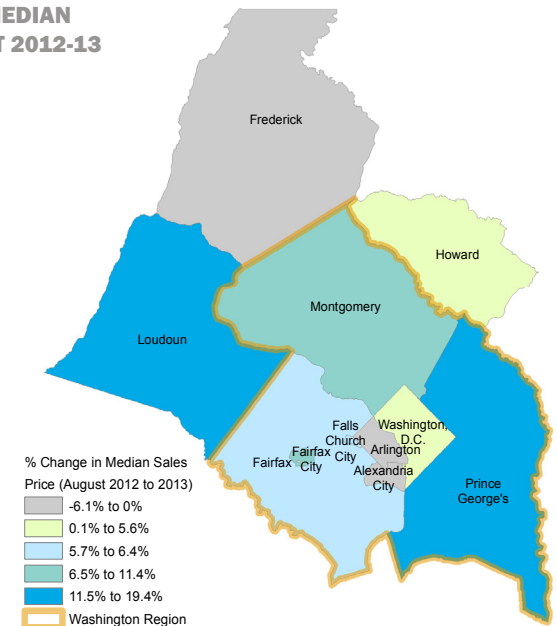 MEDIAN
T 2012-13
Frederick
Howard
Montgomery
Loudoun
Washington,
D.C.
Falls
Church
City
Arlington
Fairfax
City
Fairfax
Alexandria
City
Prince
George's
% Change in Median Sales
Price (August 2012 to 2013)
-6.1% to 0%
0.1% to 5.6%
5.7% to 6.4%
6.5% to 11.4%
11.5% to 19.4%
Washington Region